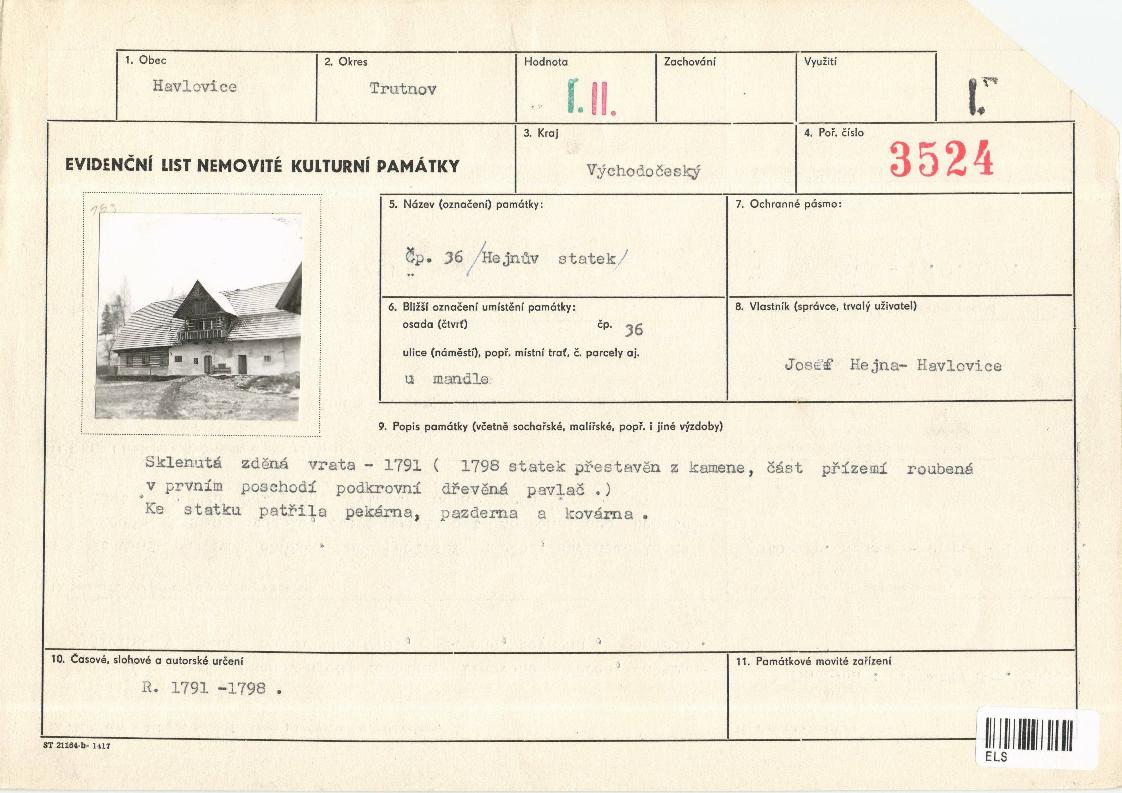 1. Obec
Havlovice
2. Okres
Trutnov
Hodnota
I. II.
Zachování
Využití
I.
EVIDENČNÍ LIST NEMOVITÉ KULTURNÍ PAMÁTKY
3. Kraj
Východočeský
4. Poř. číslo
3524
5. Název (označení) památky:
Čp. 36 /Hejnův statek/
7. Ochranné pásmo:
6. Bližší označení umístění památky:
osada (čtvrť) čp. 36
ulice (náměstí), popř. místní trať, č. parcely aj.
u mandle
8. Vlastník (správce, trvalý uživatel)
Josef Hejna- Havlovice
9. Popis památky (včetně sochařské, malířské, popř. i jiné výzdoby)
Sklenutá zděná vrata - 1791 ( 1798 statek přestavěn z kamene, část přízemí roubená
v prvním poschodí podkrovní dřevěná pavlač .)
Ke statku patřila pekárna, pazderna a kovárna .
10. Časové, slohové a autorské určení
R. 1791 -1798 .
11. Památkové movité zařízení
ST 21164-b- 1417
ELS